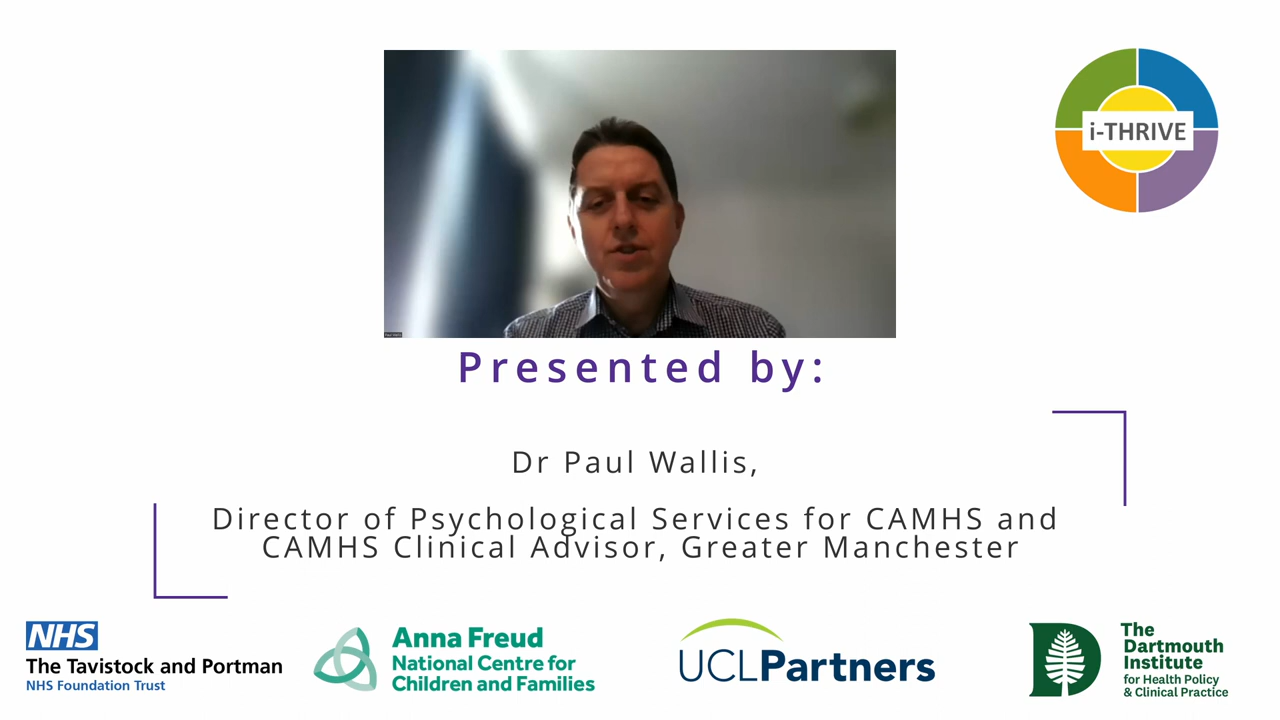 i-THRIVE
Presented by:
Dr Paul Wallis,
Director of Psychological Services for CAMHS and
CAMHS Clinical Advisor, Greater Manchester
NHS
The Tavistock and Portman
NHS Foundation Trust
Anna Freud
National Centre for
Children and Families
UCLPartners
The
Dartmouth
Institute
for Health Policy
& Clinical Practice